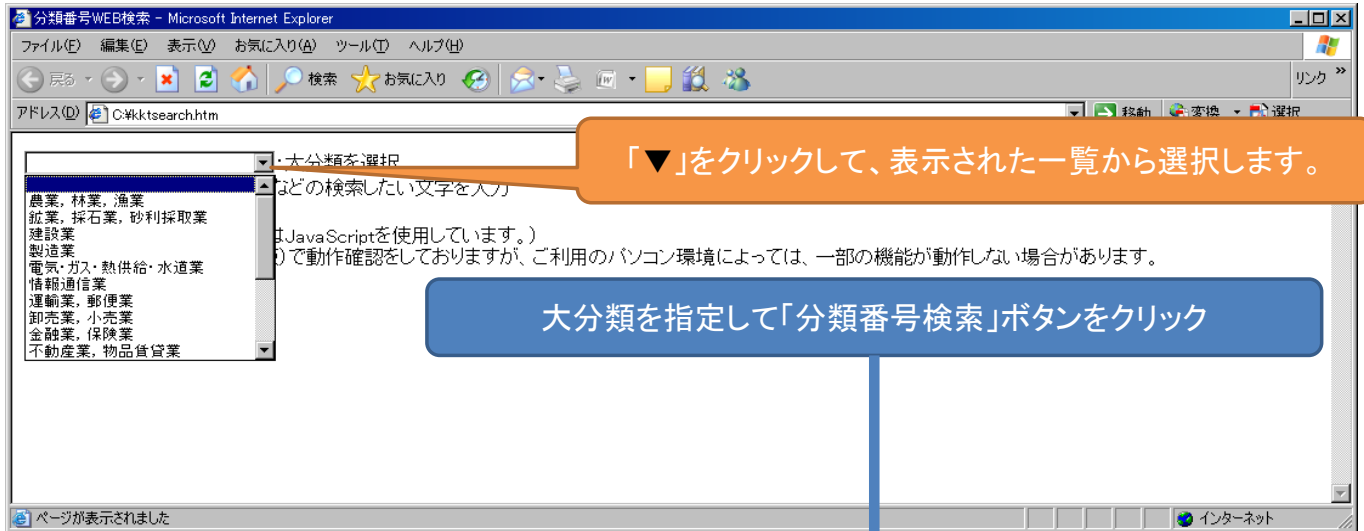 分類番号WEB検索 - Microsoft Internet Explorer
ファイル(F) 編集(E) 表示(V) お気に入り(A) ツール(T) ヘルプ(H)
戻る 検索 お気に入り リンク »
アドレス(D) C:¥kktsearch.htm 移動 変換 選択
「▼」をクリックして、表示された一覧から選択します。
・大分類を選択
などの検索したい文字を入力
農業, 林業, 漁業
鉱業, 採石業, 砂利採取業
建設業
はJavaScriptを使用しています。)
製造業
で動作確認をしておりますが、ご利用のパソコン環境によっては、一部の機能が動作しない場合があります。
電気・ガス・熱供給・水道業
情報通信業
運輸業, 郵便業
卸売業, 小売業
金融業, 保険業
不動産業, 物品賃貸業
大分類を指定して「分類番号検索」ボタンをクリック
ページが表示されました インターネット